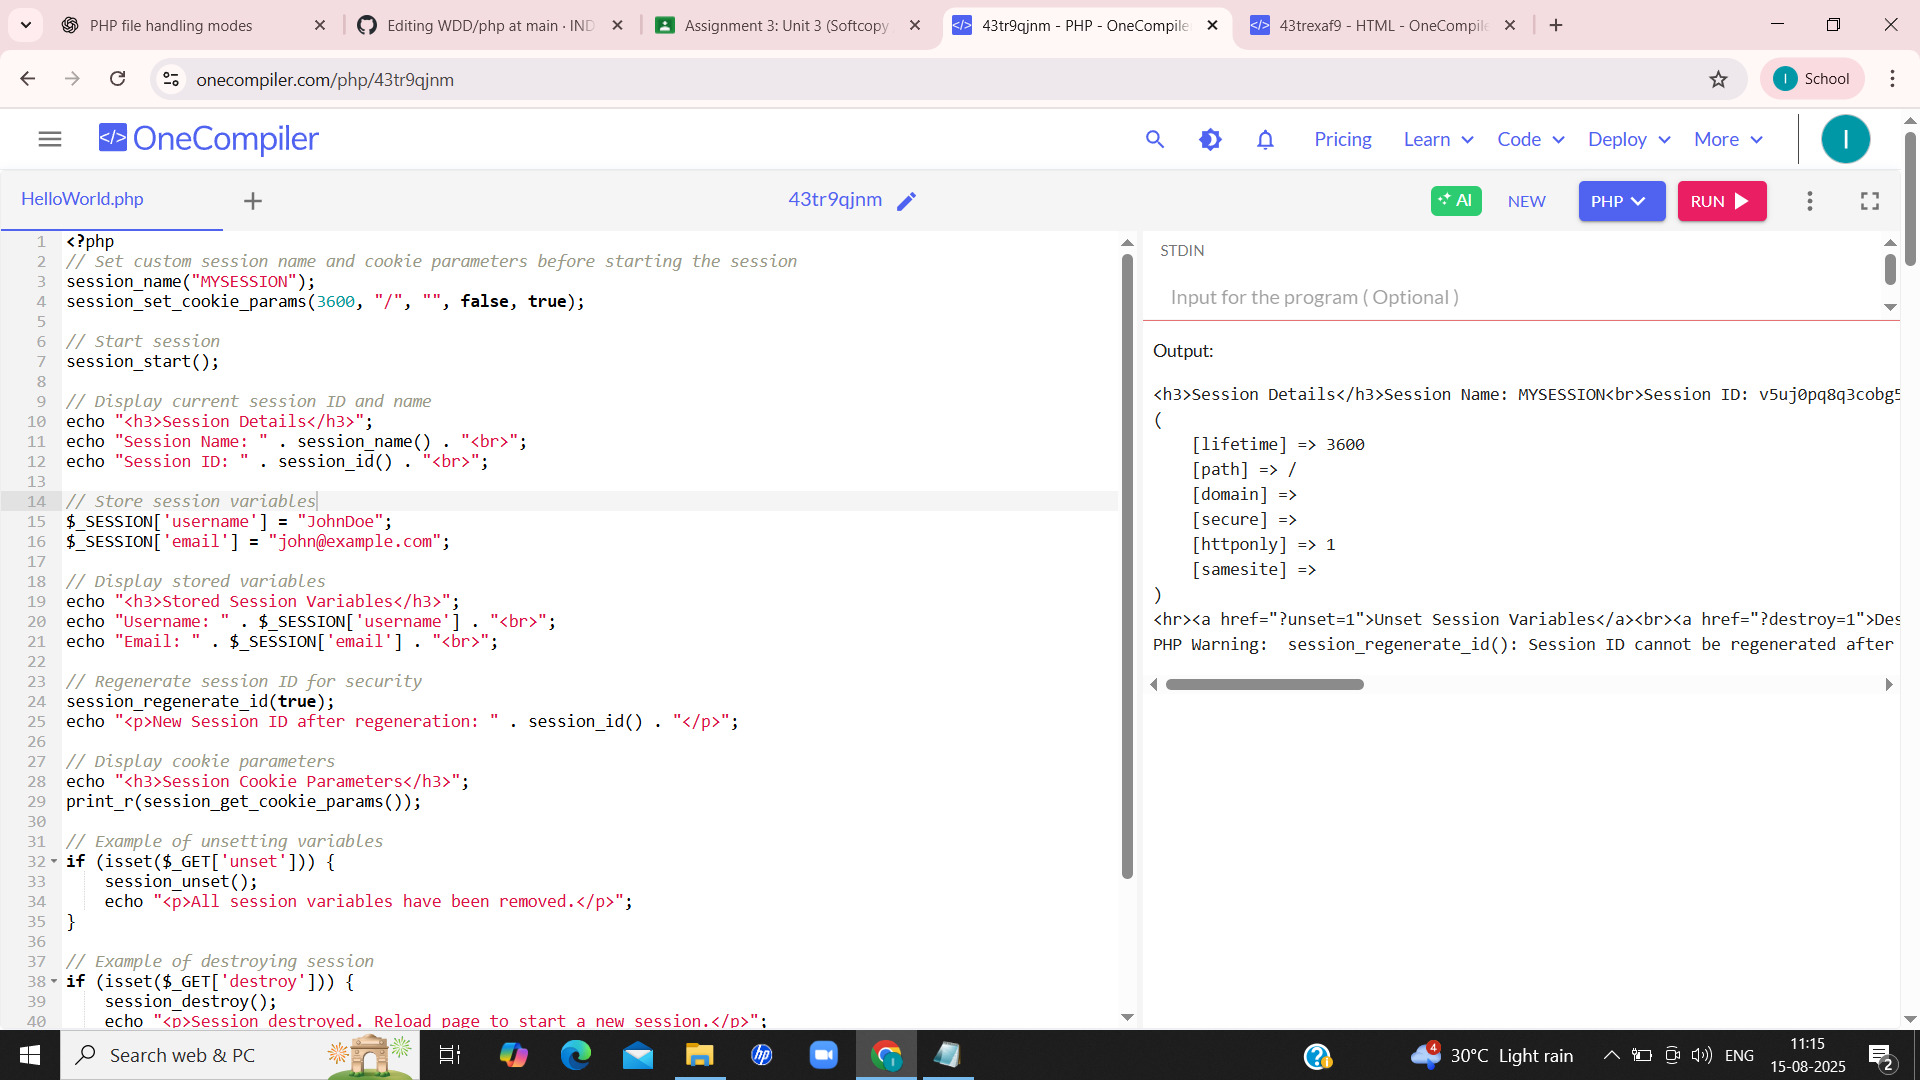 PHP file handling modes
Editing WDD/php at main · IND
Assignment 3: Unit 3 (Softcopy
43tr9qjnm - PHP - OneCompile
43trexaf9 - HTML - OneCompile
onecompiler.com/php/43tr9qjnm
School
OneCompiler
Pricing
Learn
Code
Deploy
More
I
HelloWorld.php
43tr9qjnm
AI
NEW
PHP
RUN
1 <?php
2 // Set custom session name and cookie parameters before starting the session
3 session_name("MYSESSION");
4 session_set_cookie_params(3600, "/", "", false, true);
5
6 // Start session
7 session_start();
8
9 // Display current session ID and name
10 echo "<h3>Session Details</h3>";
11 echo "Session Name: " . session_name() . "<br>";
12 echo "Session ID: " . session_id() . "<br>";
13
14 // Store session variables
15 $_SESSION['username'] = "JohnDoe";
16 $_SESSION['email'] = "john@example.com";
17
18 // Display stored variables
19 echo "<h3>Stored Session Variables</h3>";
20 echo "Username: " . $_SESSION['username'] . "<br>";
21 echo "Email: " . $_SESSION['email'] . "<br>";
22
23 // Regenerate session ID for security
24 session_regenerate_id(true);
25 echo "<p>New Session ID after regeneration: " . session_id() . "</p>";
26
27 // Display cookie parameters
28 echo "<h3>Session Cookie Parameters</h3>";
29 print_r(session_get_cookie_params());
30
31 // Example of unsetting variables
32 if (isset($_GET['unset'])) {
33 session_unset();
34 echo "<p>All session variables have been removed.</p>";
35 }
36
37 // Example of destroying session
38 if (isset($_GET['destroy'])) {
39 session_destroy();
40 echo "<p>Session destroyed. Reload page to start a new session.</p>";
STDIN
Input for the program ( Optional )
Output:
<h3>Session Details</h3>Session Name: MYSESSION<br>Session ID: v5uj0pq8q3cobg5
(
[lifetime] => 3600
[path] => /
[domain] =>
[secure] =>
[httponly] => 1
[samesite] =>
)
<hr><a href="?unset=1">Unset Session Variables</a><br><a href="?destroy=1">Des
PHP Warning:  session_regenerate_id(): Session ID cannot be regenerated after
Search web & PC
4
30°C Light rain
ENG
11:15
15-08-2025
2